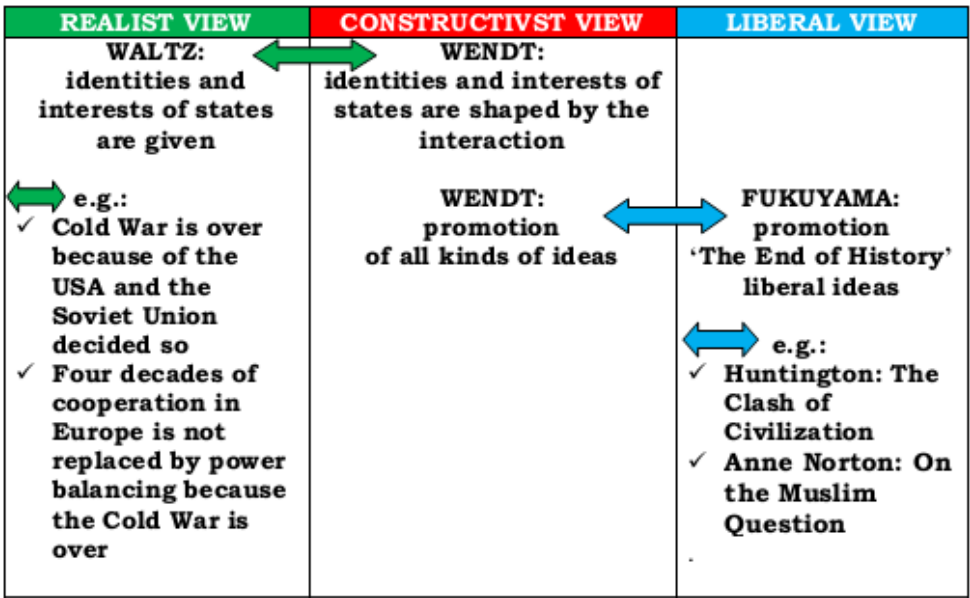 REALIST VIEW
WALTZ:
identities and
interests of states
are given
e.g.:
✓ Cold War is over
because of the
USA and the
Soviet Union
decided so
✓ Four decades of
cooperation in
Europe is not
replaced by power
balancing because
the Cold War is
over
CONSTRUCTIVST VIEW
WENDT:
identities and interests of
states are shaped by the
interaction
WENDT:
promotion
of all kinds of ideas
LIBERAL VIEW
FUKUYAMA:
promotion
‘The End of History’
liberal ideas
e.g.:
✓ Huntington: The
Clash of
Civilization
✓ Anne Norton: On
the Muslim
Question
.